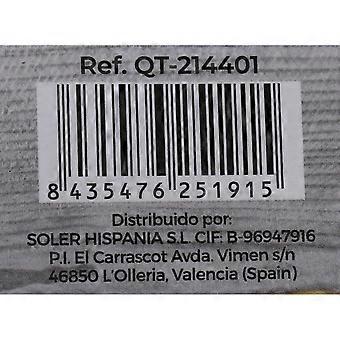 Ref. QT-214401
8 435476 251915
Distribuido por:
SOLER HISPANIA S.L. CIF: B-96947916
P.I. El Carrascot Avda. Vimen s/n
46850 L'Olleria, Valencia (Spain)